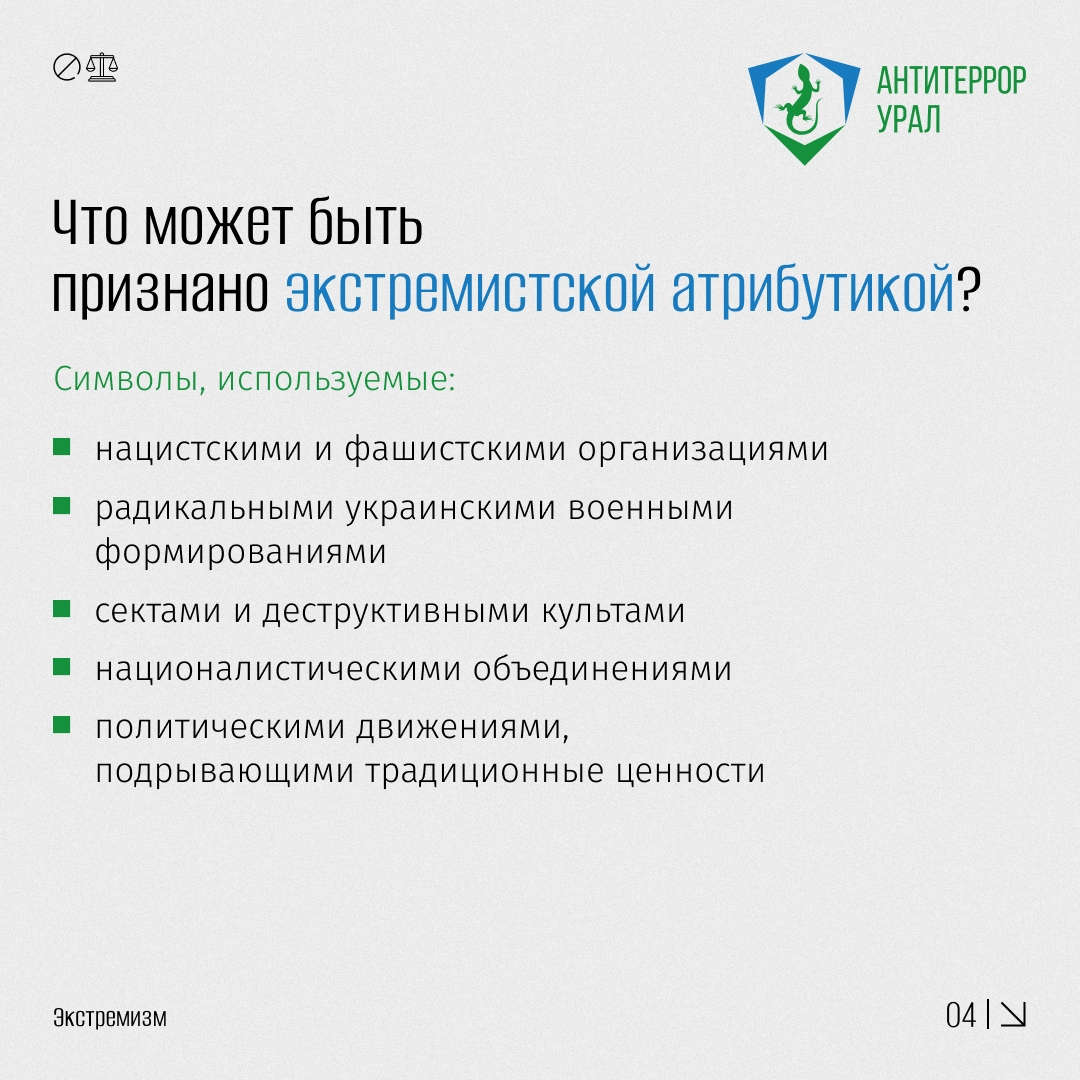 АНТИТЕРРОР
УРАЛ
Что может быть
признано экстремистской атрибутикой?
Символы, используемые:
нацистскими и фашистскими организациями
радикальными украинскими военными
формированиями
сектами и деструктивными культами
националистическими объединениями
политическими движениями,
подрывающими традиционные ценности
Экстремизм
04 |